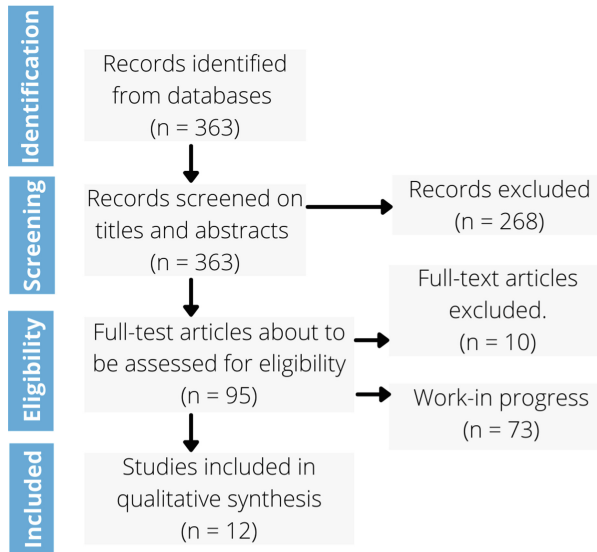 Identification
Records identified
from databases
(n = 363)
Screening
Records screened on
titles and abstracts
(n = 363)
Records excluded
(n = 268)
Eligibility
Full-test articles about to
be assessed for eligibility
(n = 95)
Full-text articles
excluded.
(n = 10)
Work-in progress
(n = 73)
Included
Studies included in
qualitative synthesis
(n = 12)